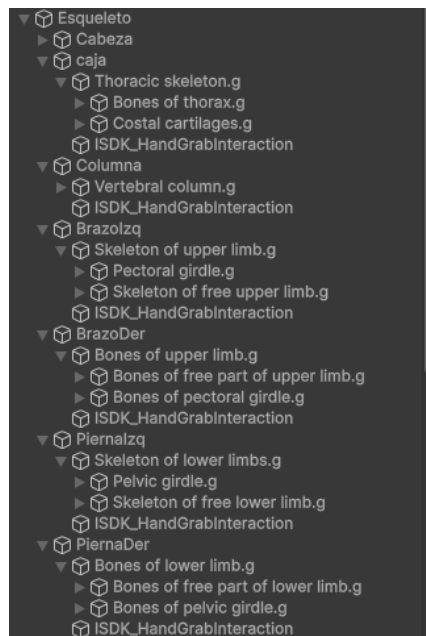 Esqueleto
Cabeza
caja
Thoracic skeleton.g
Bones of thorax.g
Costal cartilages.g
ISDK_HandGrabInteraction
Columna
Vertebral column.g
ISDK_HandGrabInteraction
BrazoIzq
Skeleton of upper limb.g
Pectoral girdle.g
Skeleton of free upper limb.g
ISDK_HandGrabInteraction
BrazoDer
Bones of upper limb.g
Bones of free part of upper limb.g
Bones of pectoral girdle.g
ISDK_HandGrabInteraction
PiernaIzq
Skeleton of lower limbs.g
Pelvic girdle.g
Skeleton of free lower limb.g
ISDK_HandGrabInteraction
PiernaDer
Bones of lower limb.g
Bones of free part of lower limb.g
Bones of pelvic girdle.g
ISDK_HandGrabInteraction